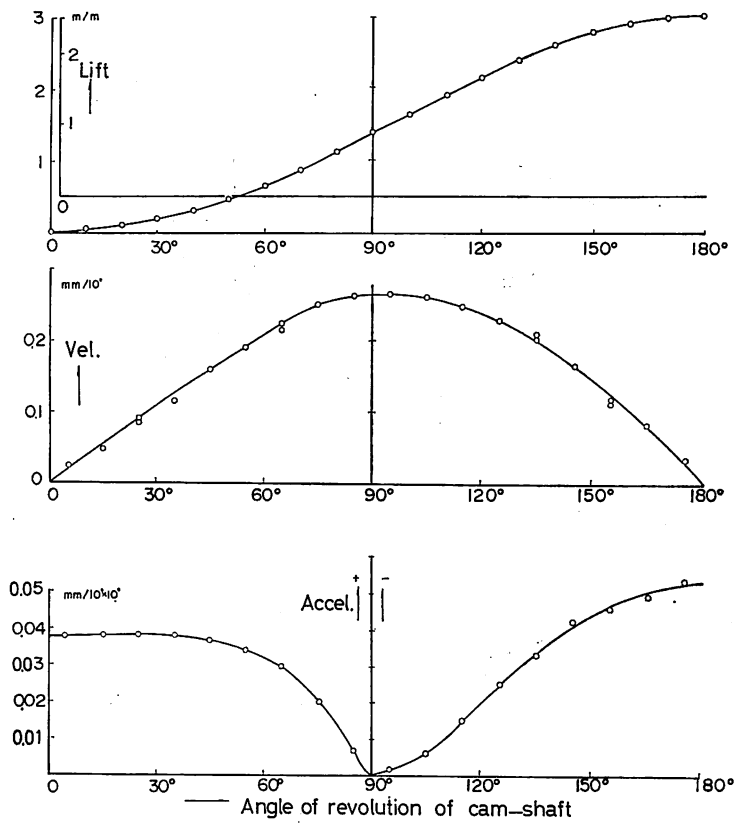 3 m/m
2
Lift
2
1
1
0
0 30° 60° 90° 120° 150° 180°
mm/10°
0.2
Vel.
0.1
0
0 30° 60° 90° 120° 150° 180°
+ −
0.05 mm/10°×10°
Accel.
0.04
0.03
0.02
0.01
0 30° 60° 90° 120° 150° 180°
Angle of revolution of cam–shaft